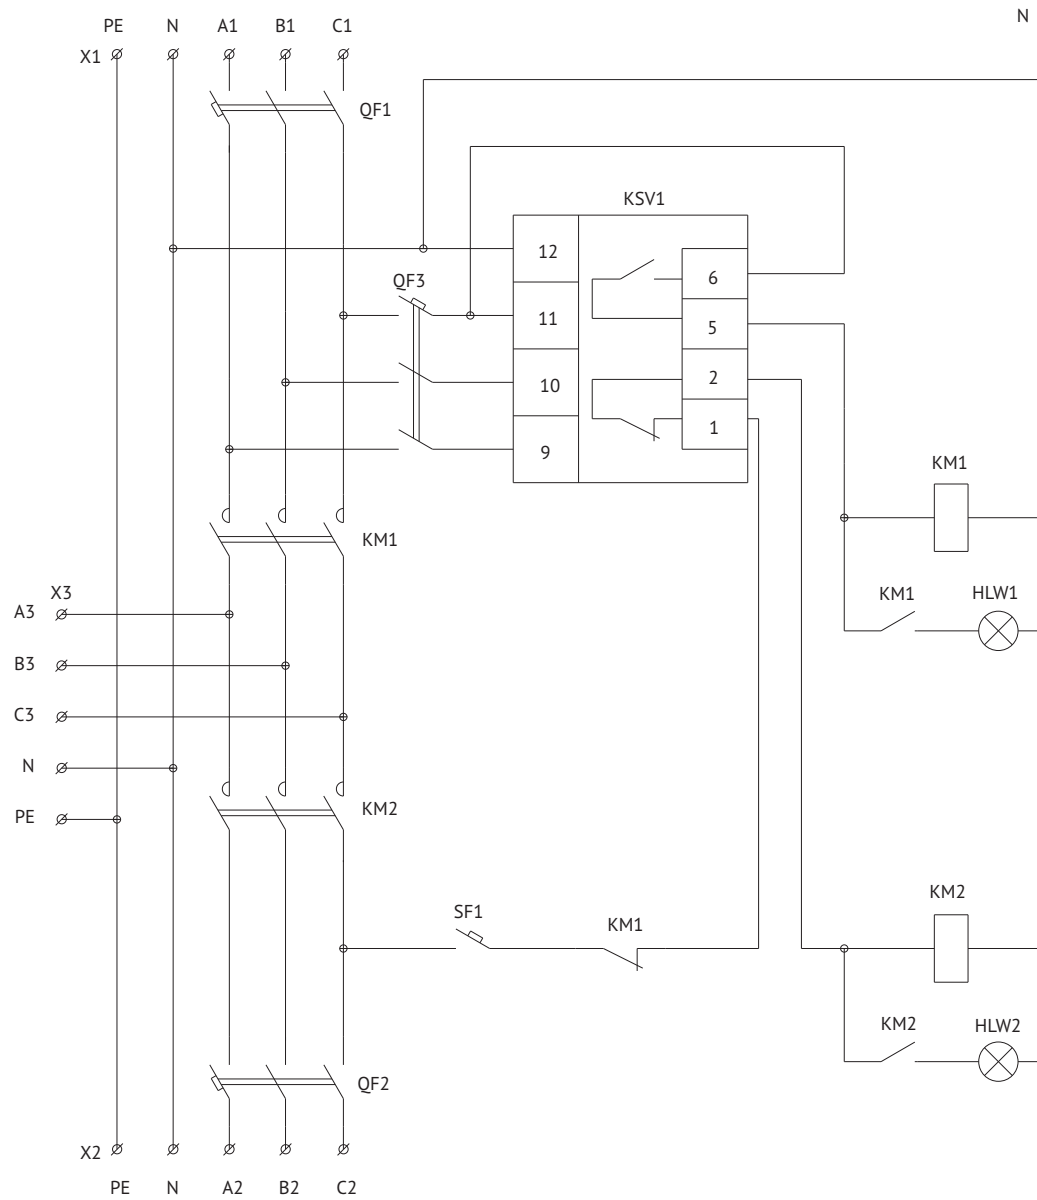 PE N A1 B1 C1 N
X1
QF1
KSV1
12
6
QF3
11
5
10
2
1
9
KM1
KM1
X3
KM1 HLW1
A3
B3
C3
N
KM2
PE
KM2
SF1
KM1
KM2 HLW2
QF2
X2
PE N A2 B2 C2